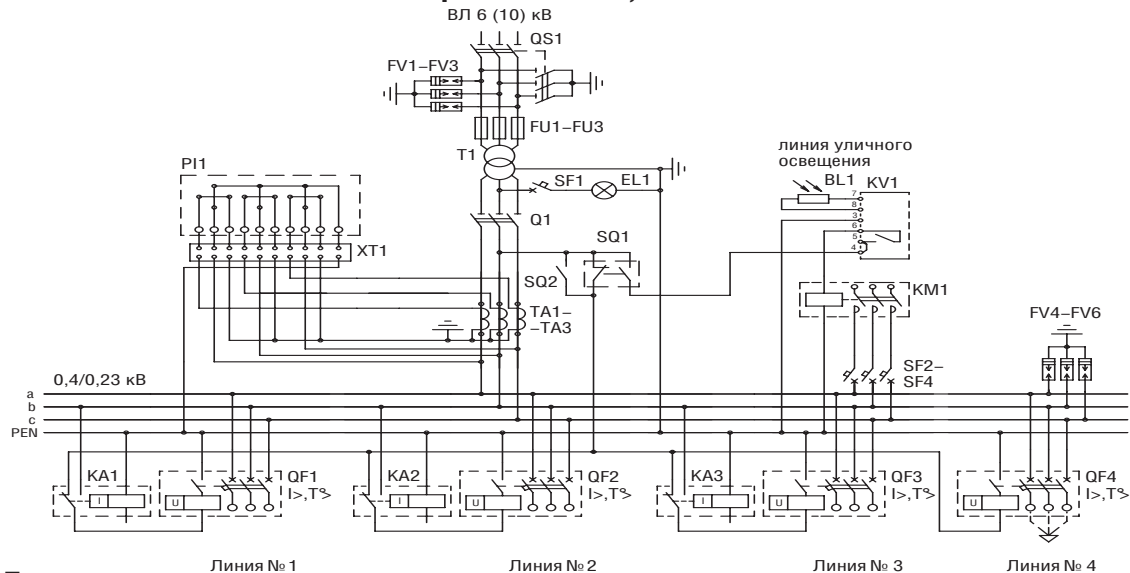 ВЛ 6 (10) кВ
QS1
FV1–FV3
FU1–FU3
T1
PI1
SF1
EL1
линия уличного
освещения
BL1
KV1
7
8
3
6
5
4
Q1
XT1
SQ1
SQ2
KM1
TA1–
–TA3
FV4–FV6
SF2–
SF4
0,4/0,23 кВ
a
b
c
PEN
KA1
I
U
QF1
I>,T°>
KA2
I
U
QF2
I>,T°>
KA3
I
U
QF3
I>,T°>
U
QF4
I>,T°>
Линия № 1
Линия № 2
Линия № 3
Линия № 4